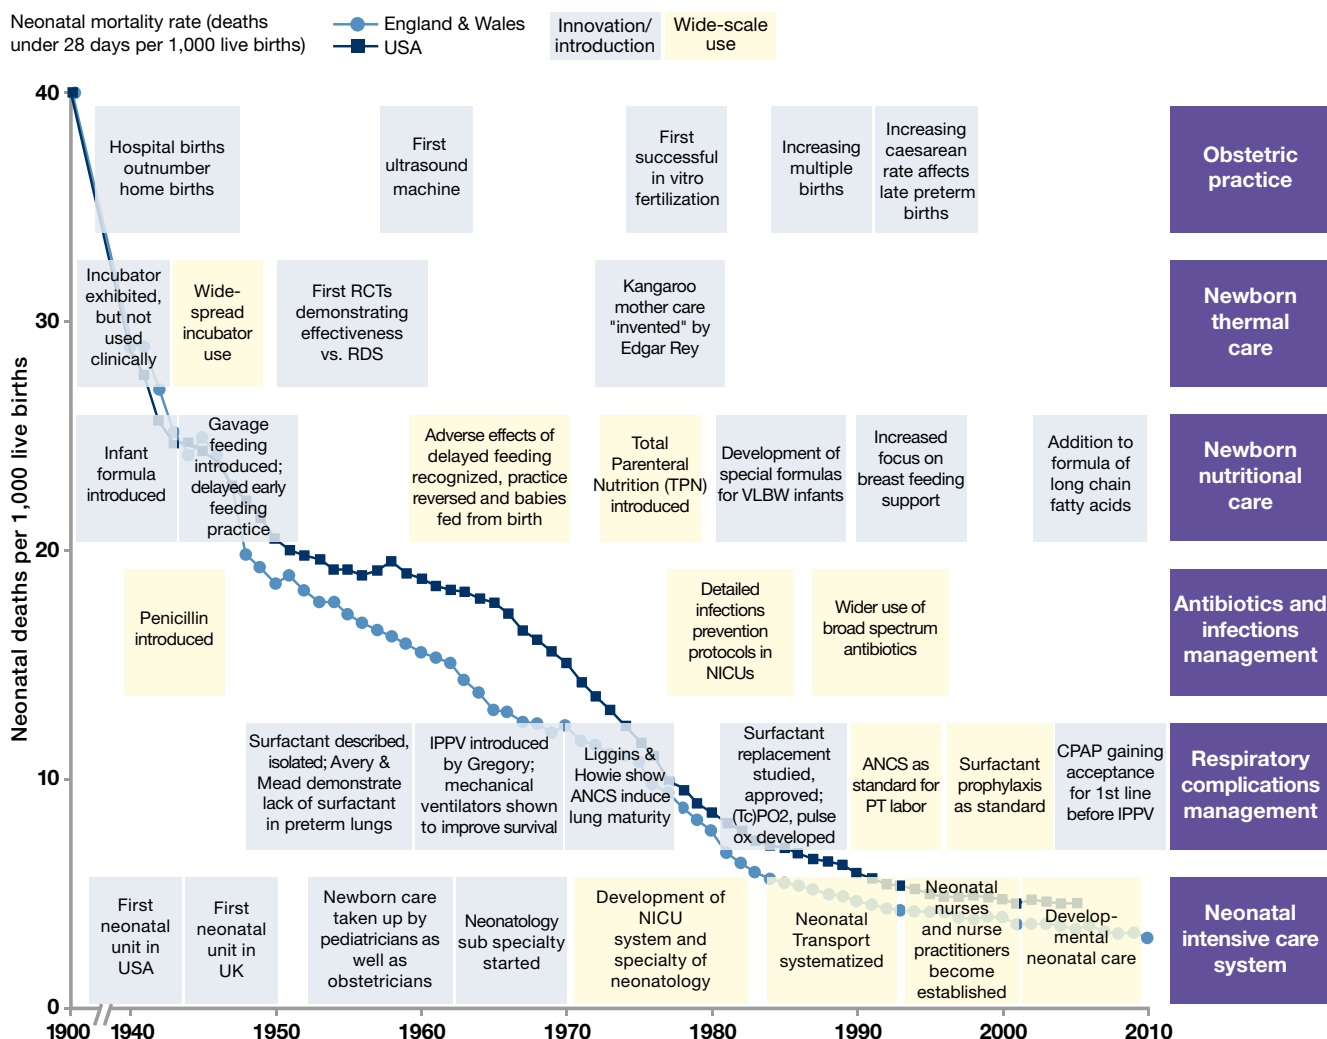 Neonatal mortality rate (deaths
under 28 days per 1,000 live births)
England & Wales
USA
Innovation/
introduction
Wide-scale
use
Neonatal deaths per 1,000 live births
40
30
20
10
0
Hospital births
outnumber
home births
First
ultrasound
machine
First
successful
in vitro
fertilization
Increasing
multiple
births
Increasing
caesarean
rate affects
late preterm
births
Obstetric
practice
Incubator
exhibited,
but not
used
clinically
Wide-
spread
incubator
use
First RCTs
demonstrating
effectiveness
vs. RDS
Kangaroo
mother care
"invented" by
Edgar Rey
Newborn
thermal
care
Infant
formula
introduced
Gavage
feeding
introduced;
delayed early
feeding
practice
Adverse effects of
delayed feeding
recognized, practice
reversed and babies
fed from birth
Total
Parenteral
Nutrition (TPN)
introduced
Development of
special formulas
for VLBW infants
Increased
focus on
breast feeding
support
Addition to
formula of
long chain
fatty acids
Newborn
nutritional
care
Penicillin
introduced
Detailed
infections
prevention
protocols in
NICUs
Wider use of
broad spectrum
antibiotics
Antibiotics and
infections
management
Surfactant described,
isolated; Avery &
Mead demonstrate
lack of surfactant
in preterm lungs
IPPV introduced
by Gregory;
mechanical
ventilators shown
to improve survival
Liggins &
Howie show
ANCS induce
lung maturity
Surfactant
replacement
studied,
approved;
(Tc)PO2, pulse
ox developed
ANCS as
standard for
PT labor
Surfactant
prophylaxis
as standard
CPAP gaining
acceptance
for 1st line
before IPPV
Respiratory
complications
management
First
neonatal
unit in
USA
First
neonatal
unit in
UK
Newborn care
taken up by
pediatricians as
well as
obstetricians
Neonatology
sub specialty
started
Development of
NICU
system and
specialty of
neonatology
Neonatal
Transport
systematized
Neonatal
nurses
and nurse
practitioners
become
established
Develop-
mental
neonatal care
Neonatal
intensive care
system
1900
1940
1950
1960
1970
1980
1990
2000
2010